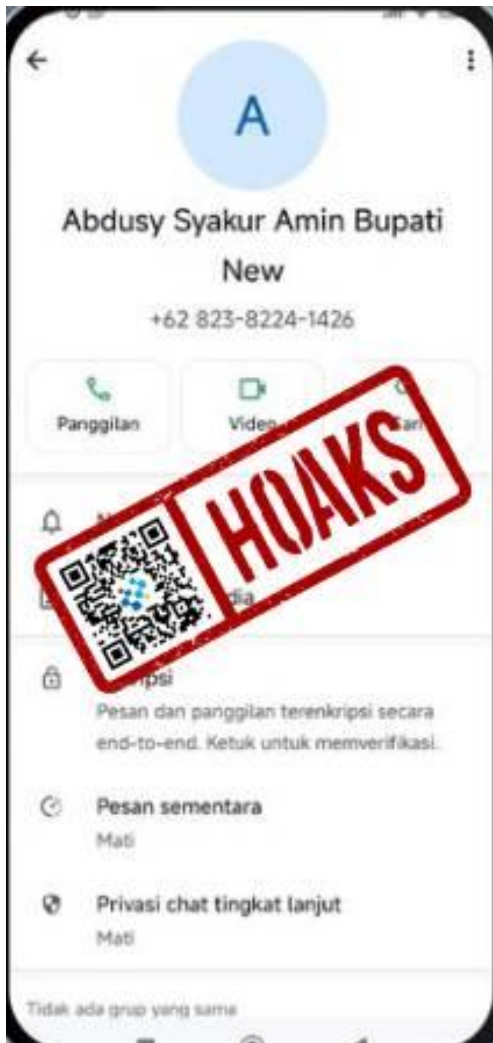 A
Abdusy Syakur Amin Bupati
New
+62 823-8224-1426
Panggilan
Video
HOAKS
Pesan dan panggilan terenkripsi secara
end-to-end. Ketuk untuk memverifikasi.
Pesan sementara
Mati
Privasi chat tingkat lanjut
Mati
Tidak ada grup yang sama